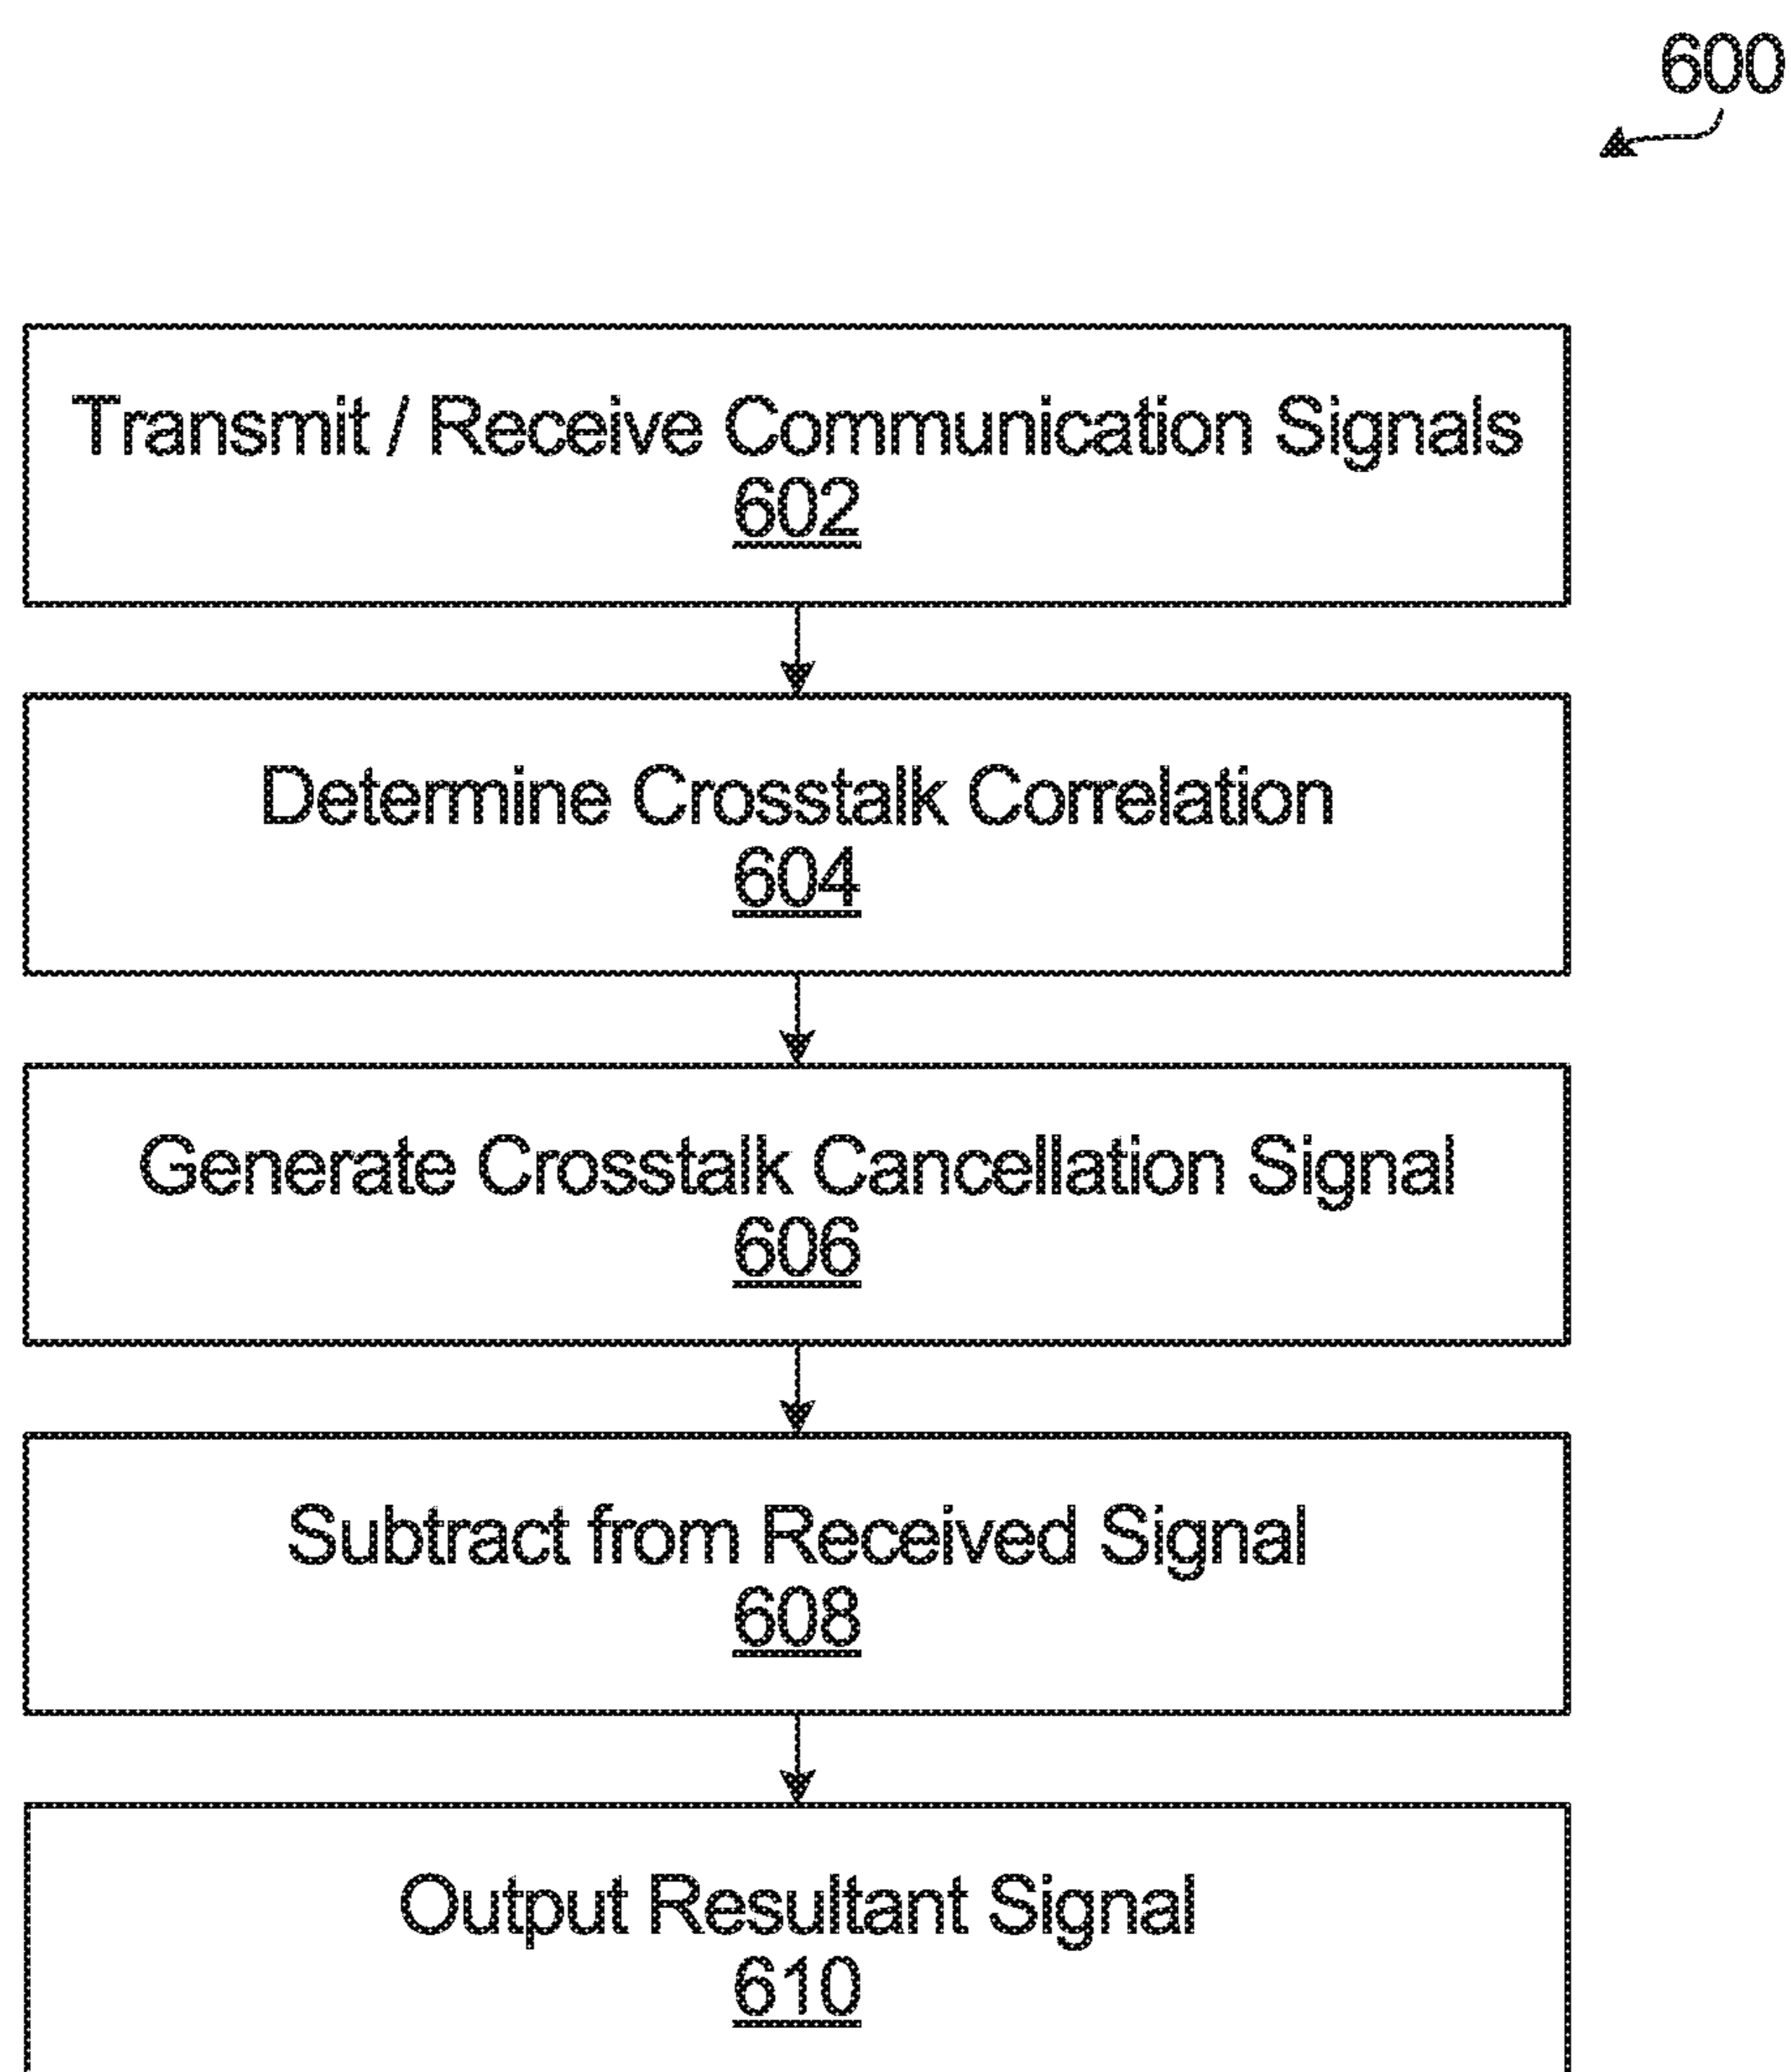 600
Transmit / Receive Communication Signals
602
Determine Crosstalk Correlation
604
Generate Crosstalk Cancellation Signal
606
Subtract from Received Signal
608
Output Resultant Signal
610